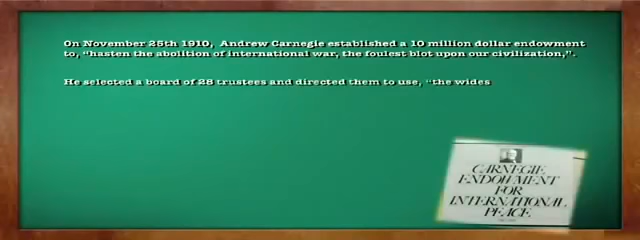 On November 25th 1910, Andrew Carnegie established a 10 million dollar endowment
to, "hasten the abolition of international war, the foulest blot upon our civilization,".
He selected a board of 28 trustees and directed them to use, "the wides
CARNEGIE
ENDOWMENT
FOR
INTERNATIONAL
PEACE